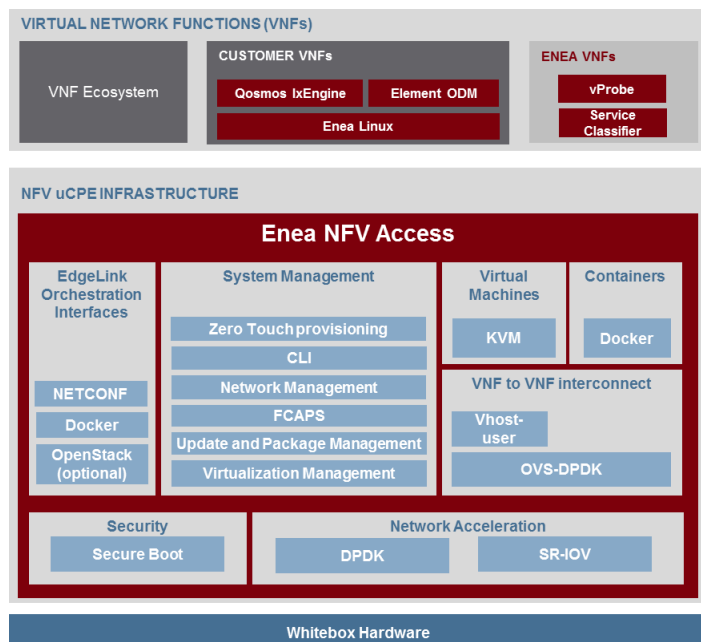 VIRTUAL NETWORK FUNCTIONS (VNFs)
VNF Ecosystem
CUSTOMER VNFs
Qosmos IxEngine
Element ODM
Enea Linux
ENEA VNFs
vProbe
Service
Classifier
NFV uCPE INFRASTRUCTURE
Enea NFV Access
EdgeLink
Orchestration
Interfaces
NETCONF
Docker
OpenStack
(optional)
System Management
Zero Touch provisioning
CLI
Network Management
FCAPS
Update and Package Management
Virtualization Management
Virtual
Machines
KVM
Containers
Docker
VNF to VNF interconnect
Vhost-
user
OVS-DPDK
Security
Secure Boot
Network Acceleration
DPDK
SR-IOV
Whitebox Hardware